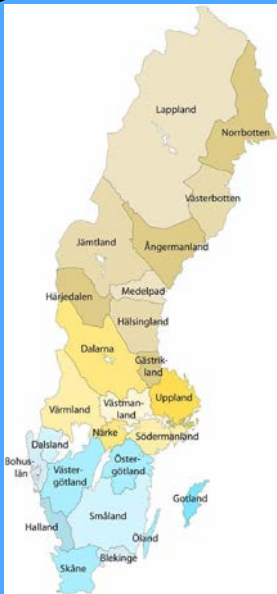 Lappland
Norrbotten
Västerbotten
Jämtland
Ångermanland
Medelpad
Härjedalen
Hälsingland
Dalarna
Gästrik-
land
Uppland
Värmland
Västman-
land
Närke
Södermanland
Dalsland
Bohus-
län
Väster-
götland
Öster-
götland
Gotland
Småland
Halland
Öland
Blekinge
Skåne